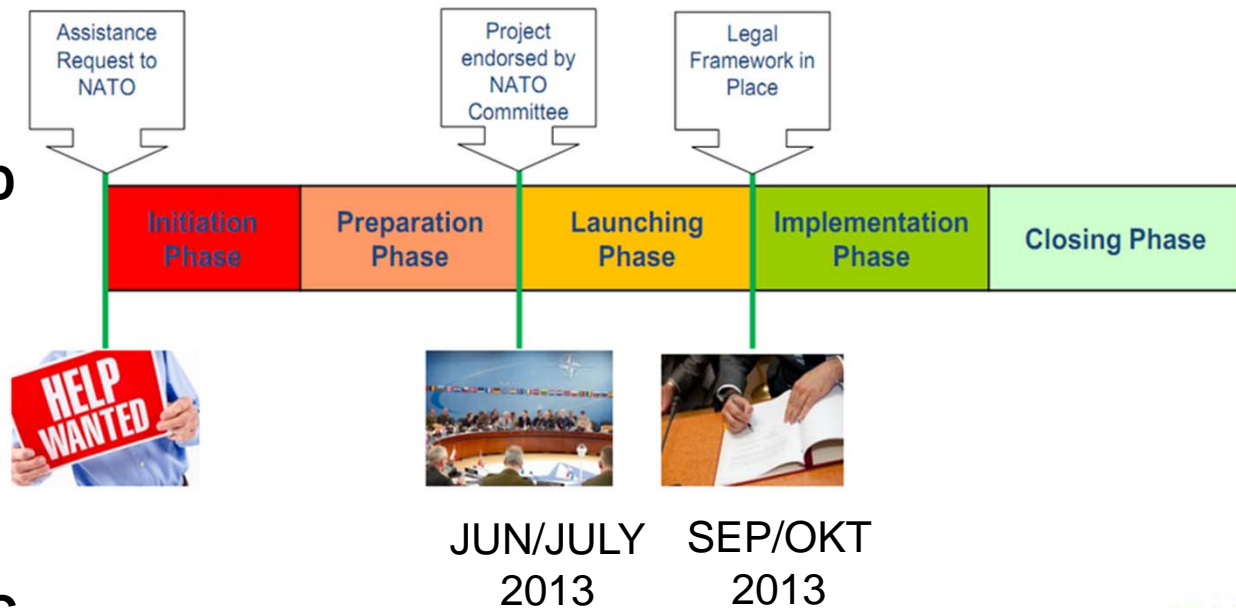 Assistance
Request to
NATO
Project
endorsed by
NATO
Committee
Legal
Framework in
Place
Initiation
Phase
Preparation
Phase
Launching
Phase
Implementation
Phase
Closing Phase
HELP
WANTED
JUN/JULY
2013
SEP/OKT
2013